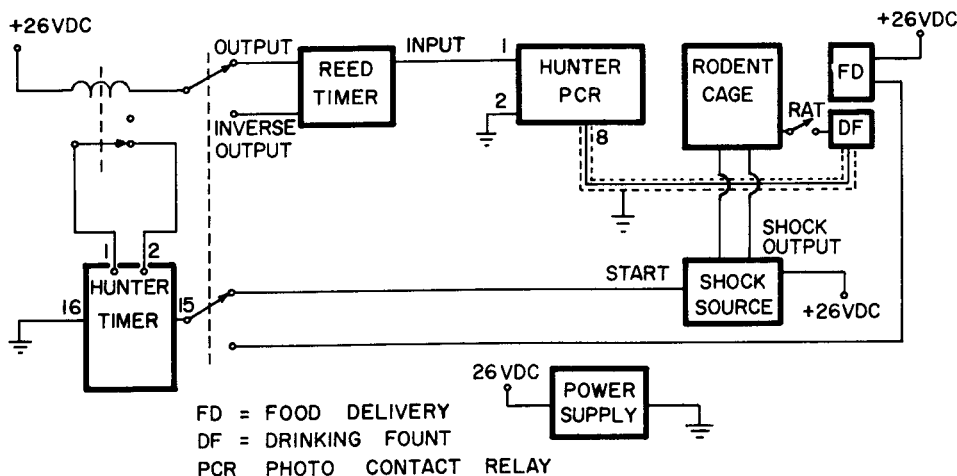 +26VDC
+26VDC
OUTPUT
INPUT
1
REED
TIMER
HUNTER
PCR
RODENT
CAGE
FD
2
8
RAT
DF
INVERSE
OUTPUT
SHOCK
OUTPUT
1
2
HUNTER
TIMER
16
15
START
SHOCK
SOURCE
+26VDC
26VDC
POWER
SUPPLY
FD = FOOD DELIVERY
DF = DRINKING FOUNT
PCR PHOTO CONTACT RELAY